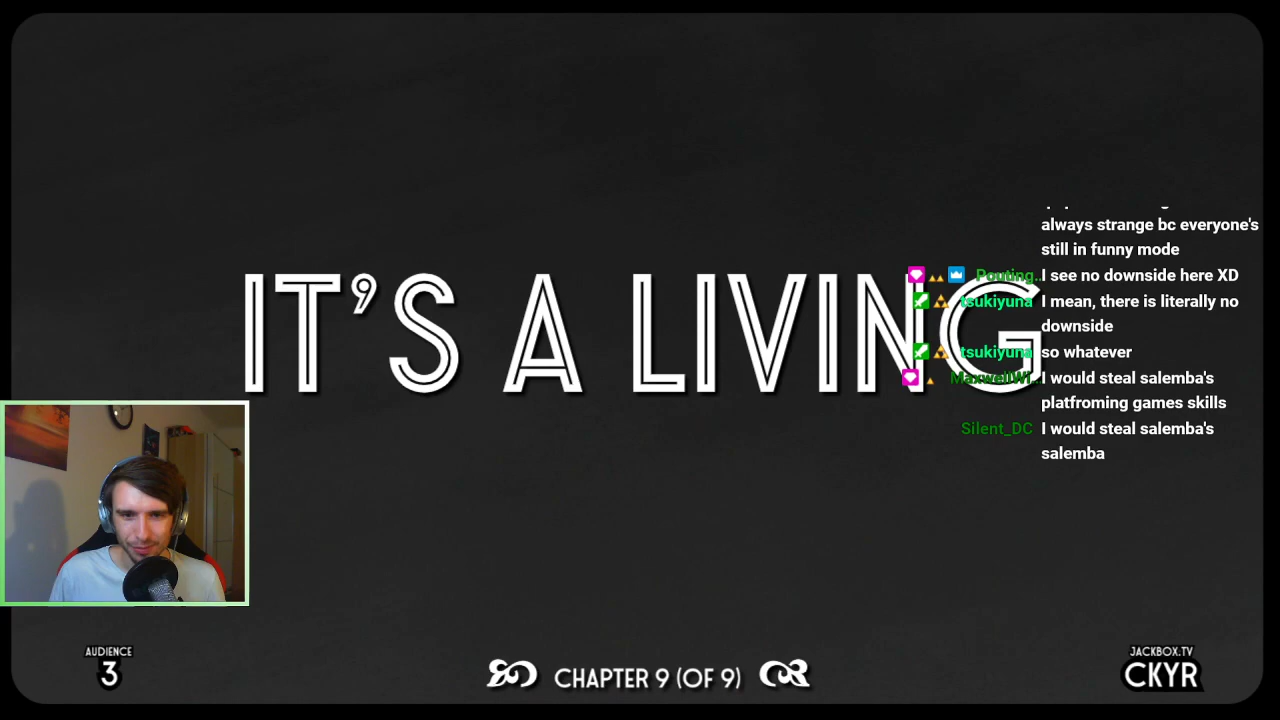 always strange bc everyone's
still in funny mode
Pouting.. I see no downside here XD
tsukiyuna I mean, there is literally no
downside
tsukiyuna so whatever
MaxwellWi.. I would steal salemba's
platfroming games skills
Silent_DC I would steal salemba's
salemba
IT'S A LIVING
AUDIENCE
3
CHAPTER 9 (OF 9)
JACKBOX.TV
CKYR